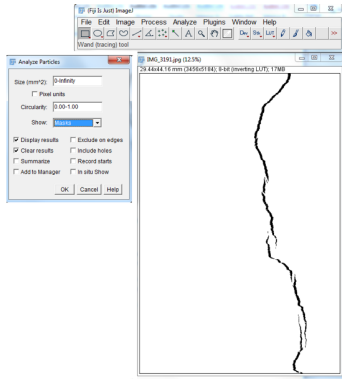 (Fiji Is Just) ImageJ
File Edit Image Process Analyze Plugins Window Help
Dev. Stk LUT
>>
Wand (tracing) tool
Analyze Particles
Size (mm^2): 0-Infinity
Pixel units
Circularity: 0.00-1.00
Show: Masks
Display results Exclude on edges
Clear results Include holes
Summarize Record starts
Add to Manager In situ Show
OK Cancel Help
IMG_3191.jpg (12.5%)
29.44x44.16 mm (3456x5184); 8-bit (inverting LUT); 17MB